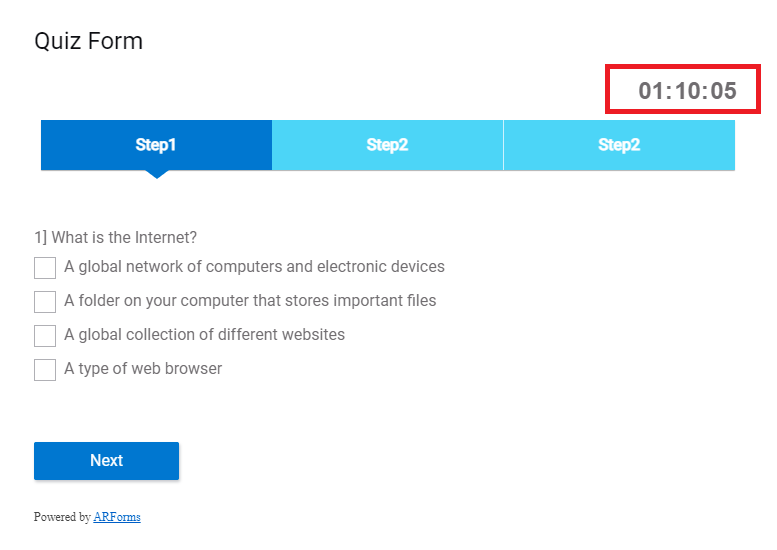 Quiz Form
01:10:05
Step1 Step2 Step2
1] What is the Internet?
A global network of computers and electronic devices
A folder on your computer that stores important files
A global collection of different websites
A type of web browser
Next
Powered by ARForms